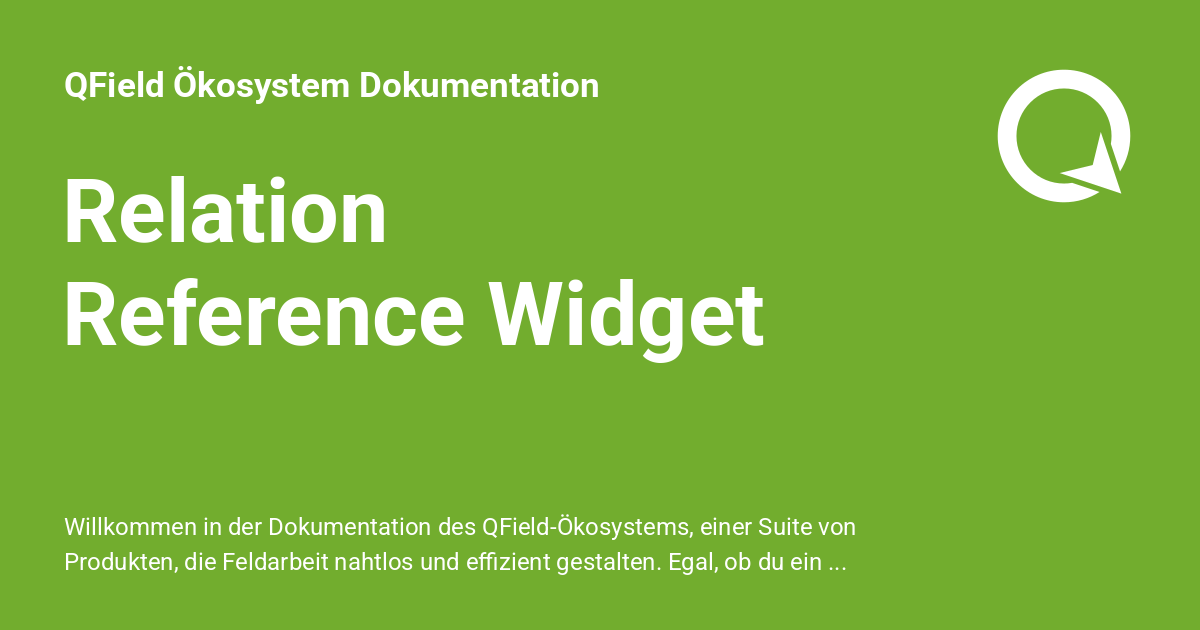 QField Ökosystem Dokumentation
Relation
Reference Widget
Willkommen in der Dokumentation des QField-Ökosystems, einer Suite von
Produkten, die Feldarbeit nahtlos und effizient gestalten. Egal, ob du ein ...